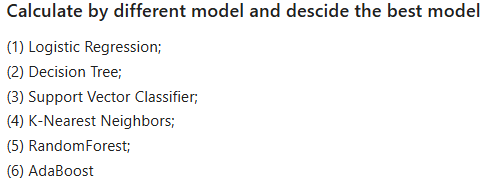 Calculate by different model and descide the best model
(1) Logistic Regression;
(2) Decision Tree;
(3) Support Vector Classifier;
(4) K-Nearest Neighbors;
(5) RandomForest;
(6) AdaBoost